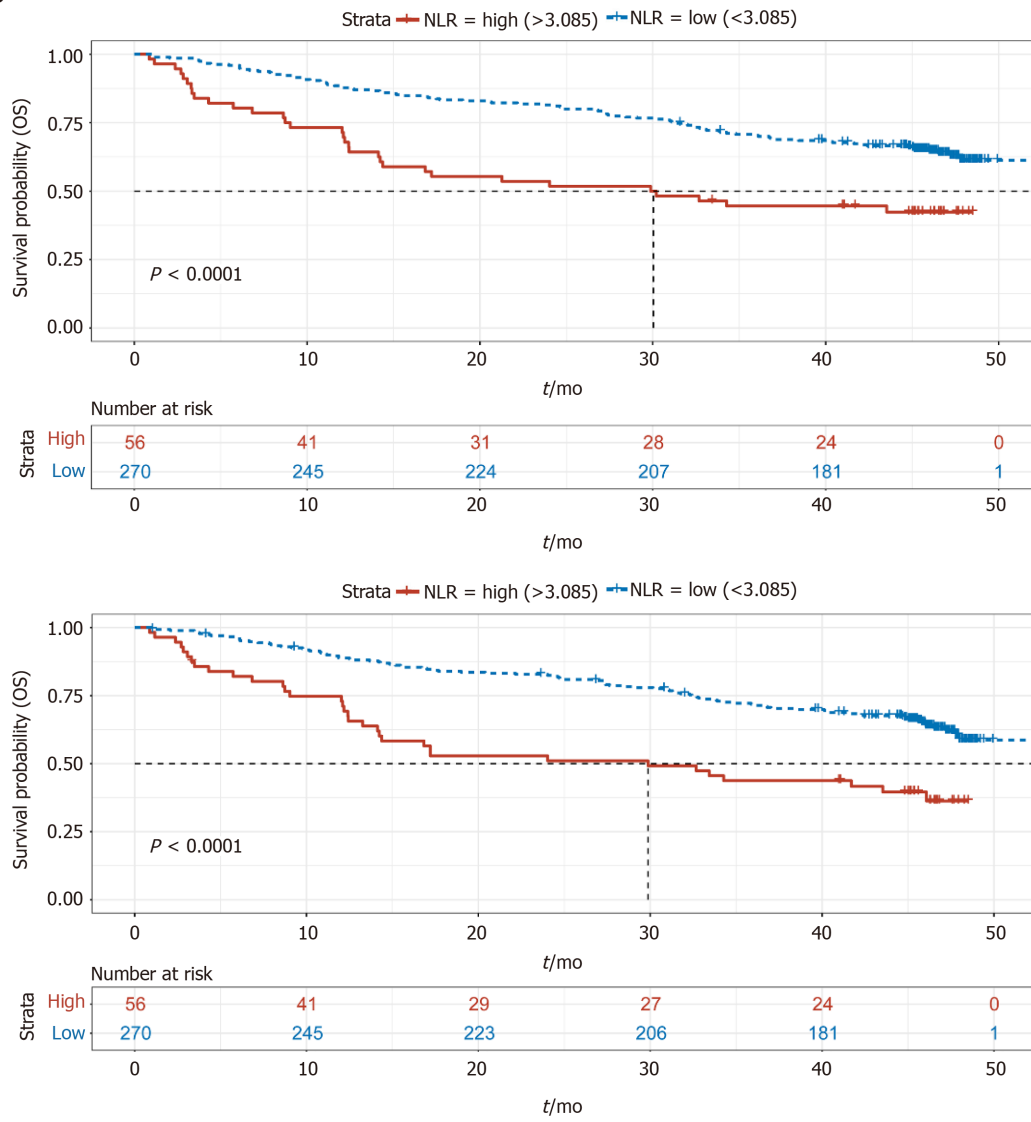 Strata NLR = high (>3.085) NLR = low (<3.085)
1.00
0.75
0.50
0.25
0.00
Survival probability (OS)
P < 0.0001
0 10 20 30 40 50
t/mo
Number at risk
Strata
High 56 41 31 28 24 0
Low 270 245 224 207 181 1
0 10 20 30 40 50
t/mo
Strata NLR = high (>3.085) NLR = low (<3.085)
1.00
0.75
0.50
0.25
0.00
Survival probability (OS)
P < 0.0001
0 10 20 30 40 50
t/mo
Number at risk
Strata
High 56 41 29 27 24 0
Low 270 245 223 206 181 1
0 10 20 30 40 50
t/mo